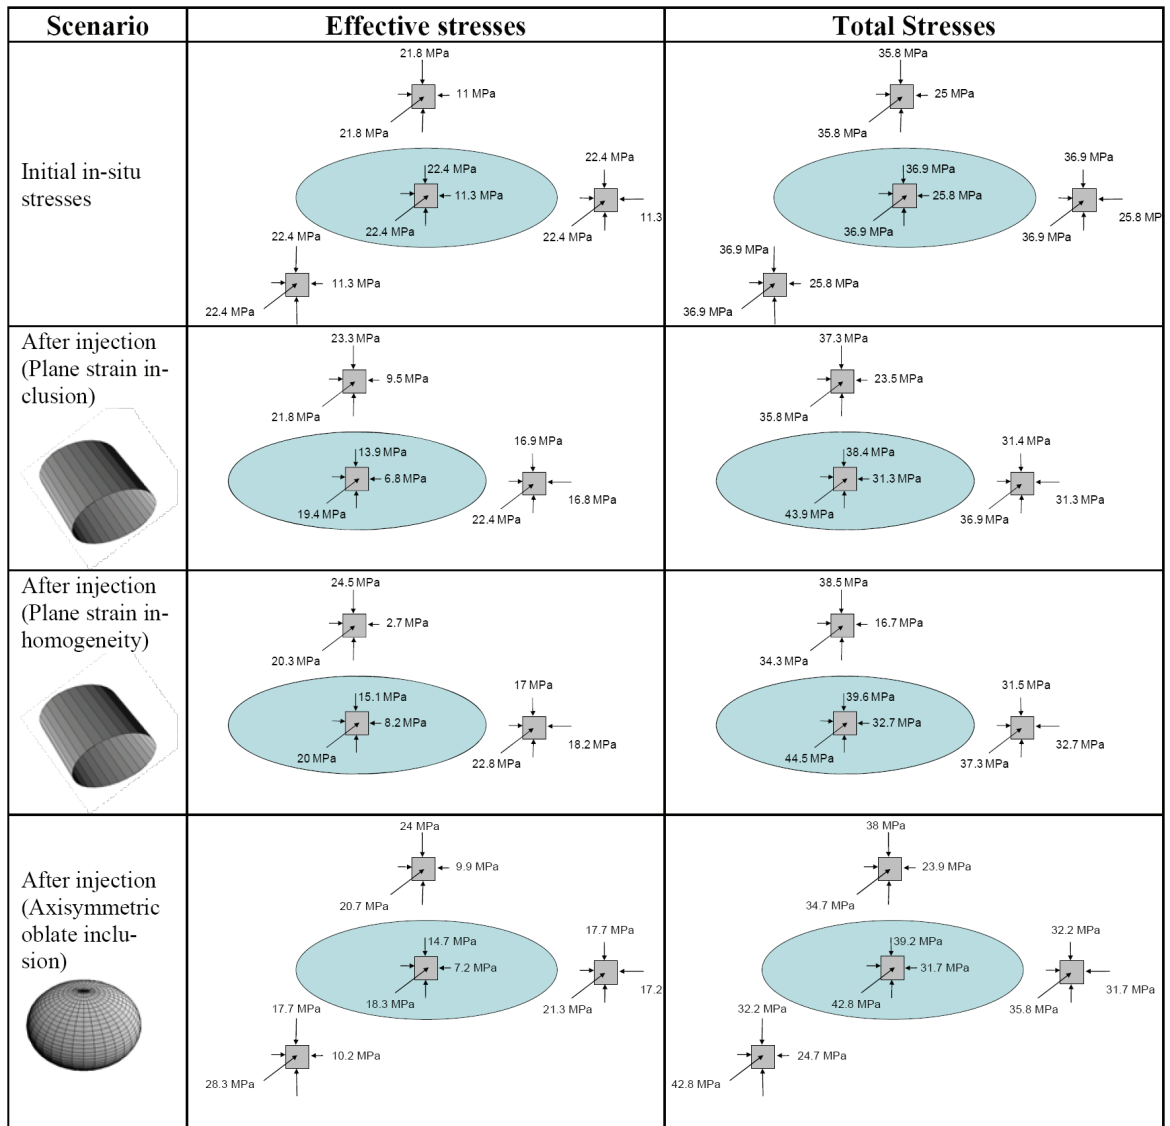 Scenario
Effective stresses
Total Stresses
Initial in-situ
stresses
21.8 MPa
11 MPa
21.8 MPa
22.4 MPa
11.3 MPa
22.4 MPa
22.4 MPa
11.3
22.4 MPa
22.4 MPa
11.3 MPa
22.4 MPa
35.8 MPa
25 MPa
35.8 MPa
36.9 MPa
25.8 MPa
36.9 MPa
36.9 MPa
25.8 MP
36.9 MPa
36.9 MPa
25.8 MPa
36.9 MPa
After injection
(Plane strain in-
clusion)
23.3 MPa
9.5 MPa
21.8 MPa
13.9 MPa
6.8 MPa
19.4 MPa
16.9 MPa
16.8 MPa
22.4 MPa
37.3 MPa
23.5 MPa
35.8 MPa
38.4 MPa
31.3 MPa
43.9 MPa
31.4 MPa
31.3 MPa
36.9 MPa
After injection
(Plane strain in-
homogeneity)
24.5 MPa
2.7 MPa
20.3 MPa
15.1 MPa
8.2 MPa
20 MPa
17 MPa
18.2 MPa
22.8 MPa
38.5 MPa
16.7 MPa
34.3 MPa
39.6 MPa
32.7 MPa
44.5 MPa
31.5 MPa
32.7 MPa
37.3 MPa
After injection
(Axisymmetric
oblate inclu-
sion)
24 MPa
9.9 MPa
20.7 MPa
14.7 MPa
7.2 MPa
18.3 MPa
17.7 MPa
17.2
21.3 MPa
17.7 MPa
10.2 MPa
28.3 MPa
38 MPa
23.9 MPa
34.7 MPa
39.2 MPa
31.7 MPa
42.8 MPa
32.2 MPa
31.7 MPa
35.8 MPa
32.2 MPa
24.7 MPa
42.8 MPa